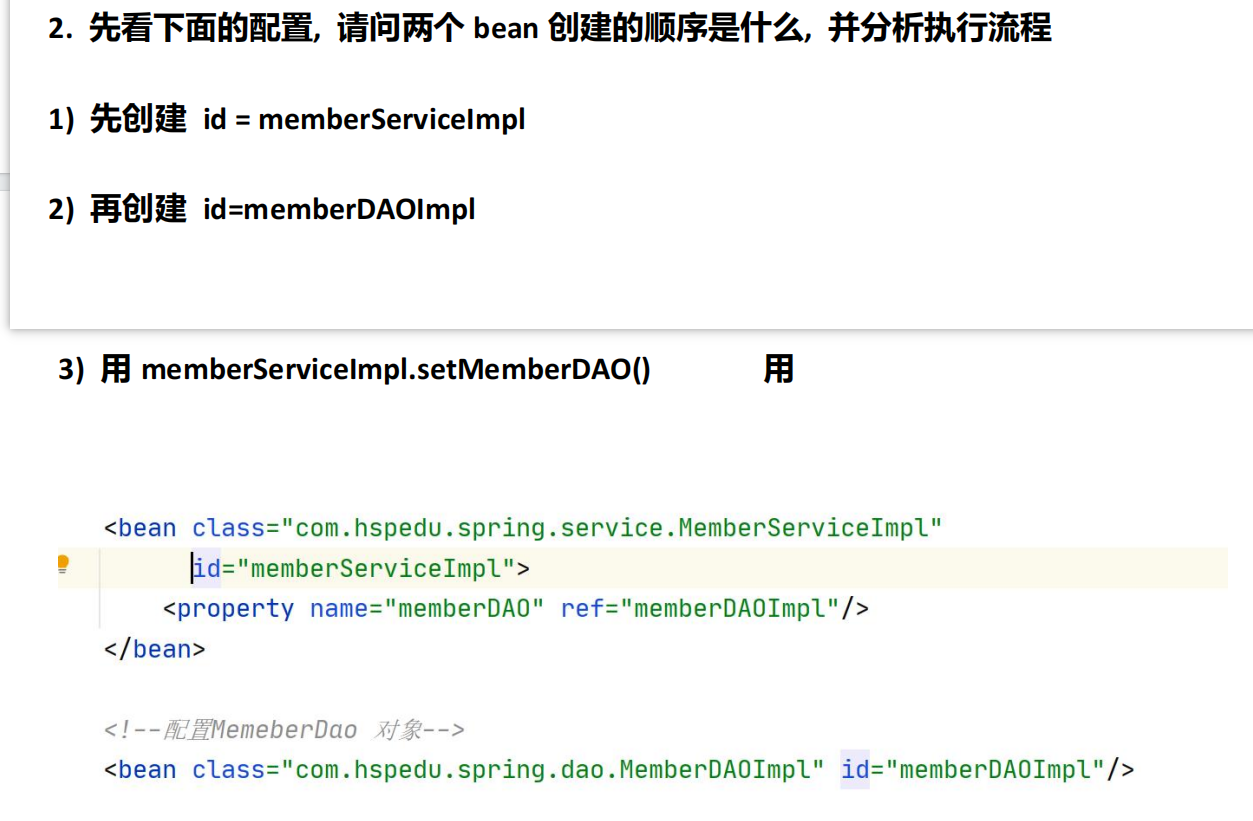 2. 先看下面的配置, 请问两个 bean 创建的顺序是什么, 并分析执行流程
1) 先创建 id = memberServiceImpl
2) 再创建 id=memberDAOImpl
3) 用 memberServiceImpl.setMemberDAO() 用
<bean class="com.hspedu.spring.service.MemberServiceImpl"
id="memberServiceImpl">
<property name="memberDAO" ref="memberDAOImpl"/>
</bean>
<!--配置MemeberDao 对象-->
<bean class="com.hspedu.spring.dao.MemberDAOImpl" id="memberDAOImpl"/>